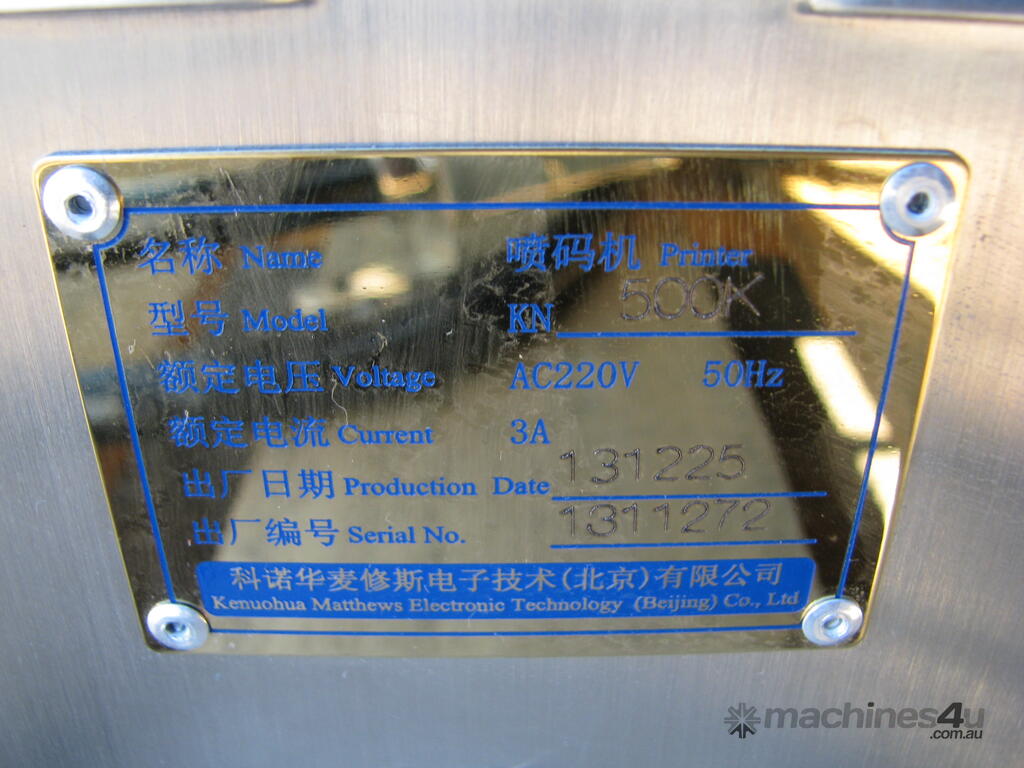 名称 Name 喷码机 Printer
型号 Model KN 500K
额定电压 Voltage AC220V 50Hz
额定电流 Current 3A
出厂日期 Production Date 131225
出厂编号 Serial No. 1311272
科诺华麦修斯电子技术(北京)有限公司
Kenuohua Matthews Electronic Technology (Beijing) Co., Ltd
machines4u
.com.au